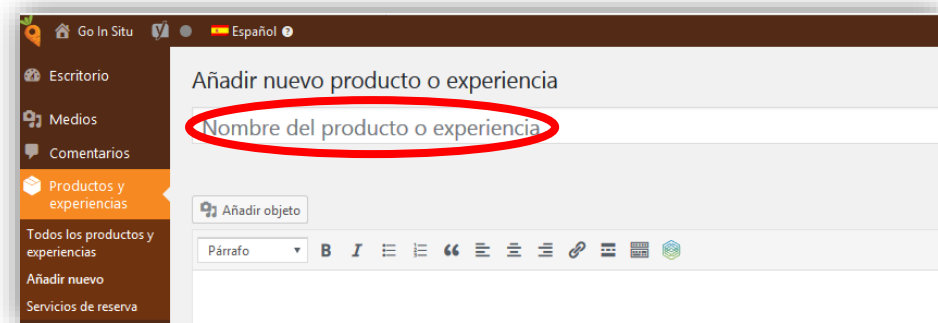 Go In Situ Español
Escritorio
Medios
Comentarios
Productos y
experiencias
Todos los productos y
experiencias
Añadir nuevo
Servicios de reserva
Añadir nuevo producto o experiencia
Nombre del producto o experiencia
Añadir objeto
Párrafo B I